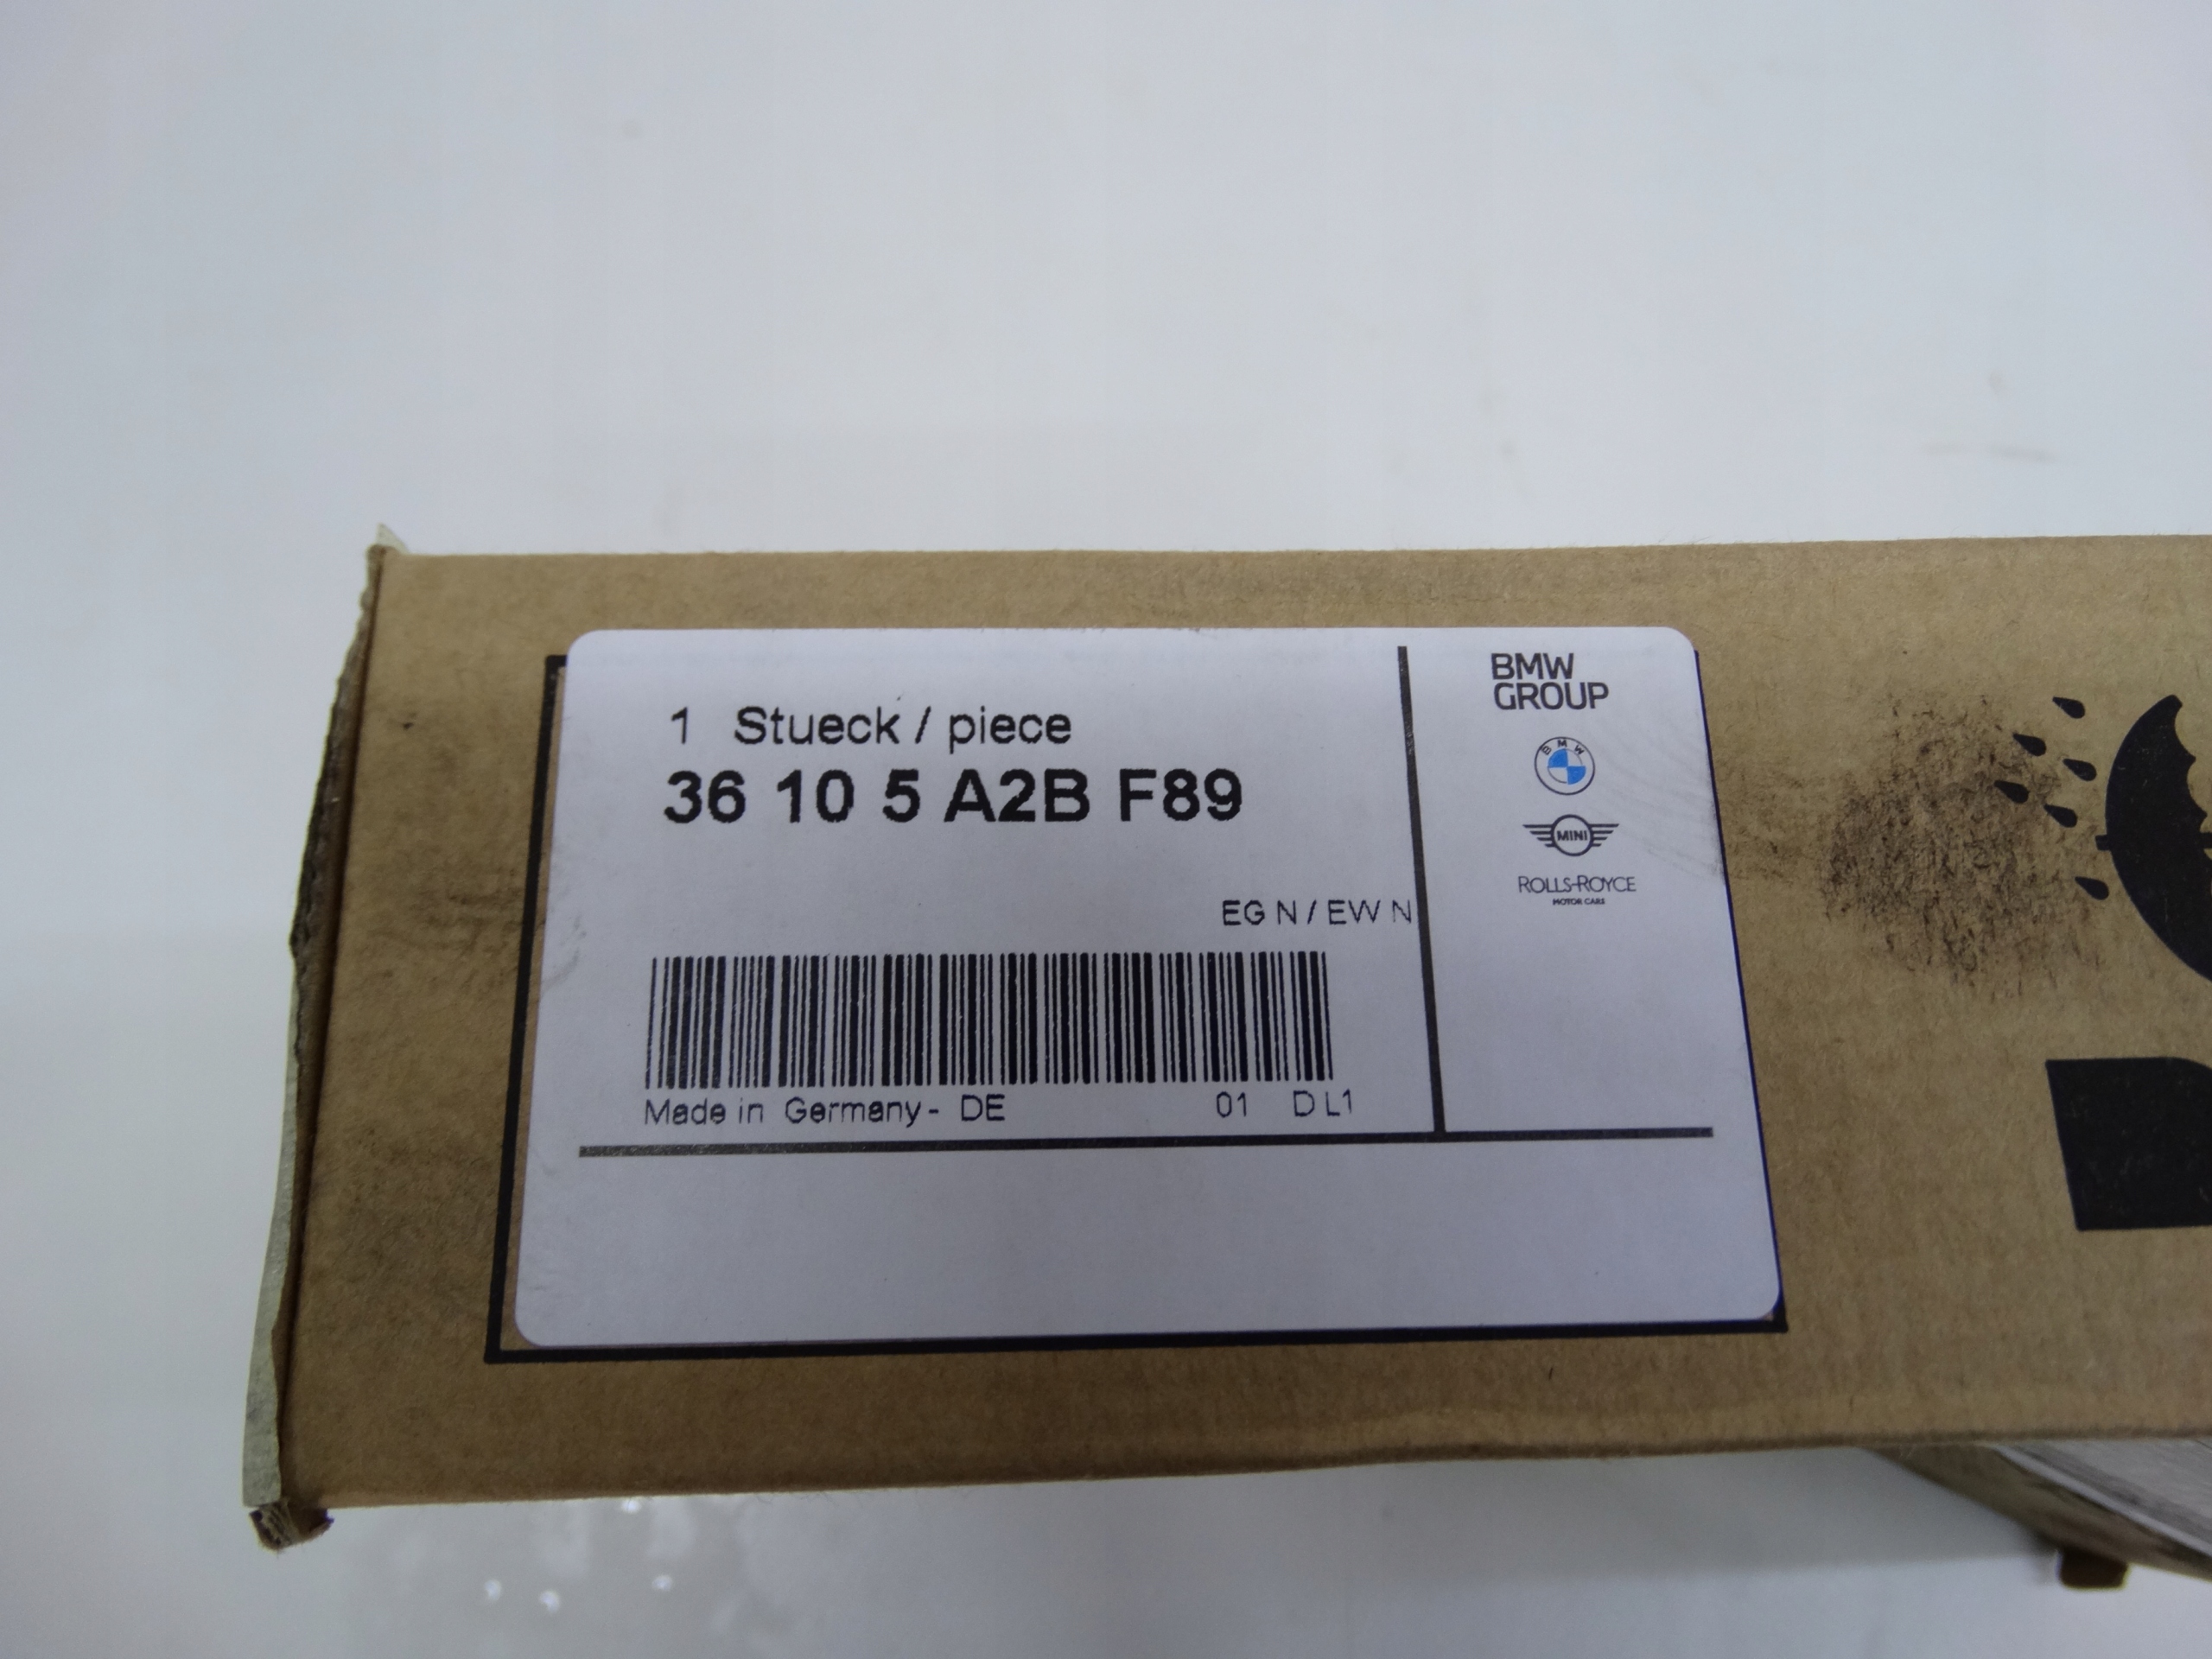 1 Stueck / piece
36 10 5 A2B F89
EG N / EW N
Made in Germany - DE 01 D L1
BMW
GROUP
BMW
MINI
ROLLS-ROYCE
MOTOR CARS